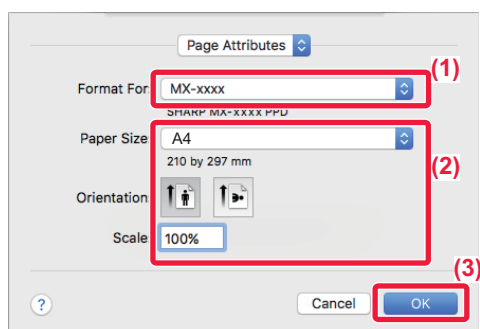 Page Attributes
(1)
Format For: MX-xxxx
SHARP MX-xxxx PPD
Paper Size: A4
210 by 297 mm
(2)
Orientation:
Scale: 100%
(3)
? Cancel OK